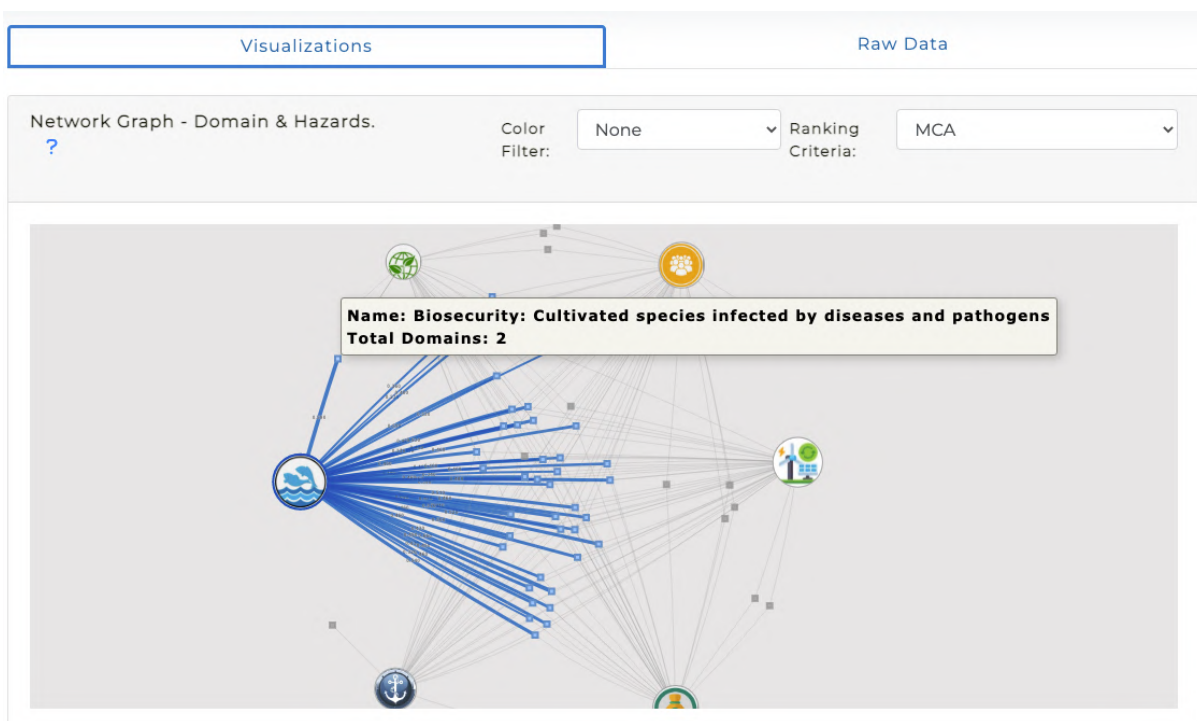 Visualizations
Raw Data
Network Graph - Domain & Hazards.
?
Color
Filter:
None
Ranking
Criteria:
MCA
Name: Biosecurity: Cultivated species infected by diseases and pathogens
Total Domains: 2